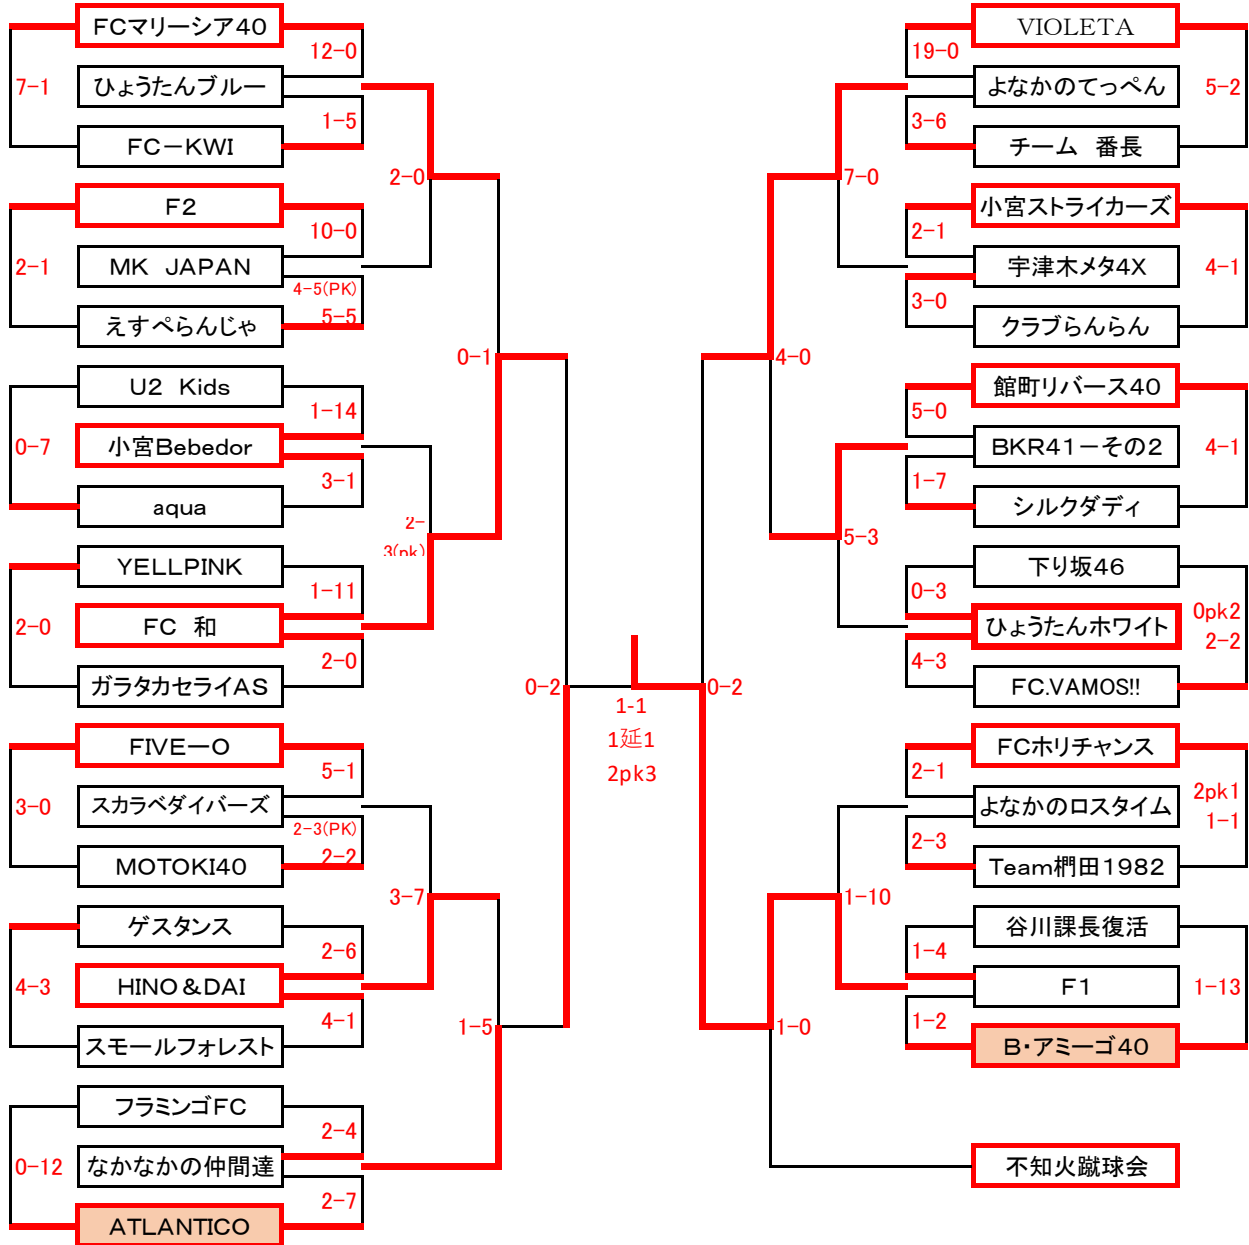 FCマリーシア40
12-0
7-1
ひょうたんブルー
1-5
FC-KWI
2-0
F2
10-0
2-1
MK JAPAN
4-5(PK)
5-5
えすぺらんじゃ
0-1
U2 Kids
1-14
0-7
小宮Bebedor
3-1
aqua
2-
3(pk)
YELLPINK
1-11
2-0
FC 和
2-0
ガラタカセライAS
0-2
FIVE-O
5-1
3-0
スカラベダイバーズ
2-3(PK)
2-2
MOTOKI40
3-7
ゲスタンス
2-6
4-3
HINO&DAI
4-1
スモールフォレスト
1-5
フラミンゴFC
2-4
0-12
なかなかの仲間達
2-7
ATLANTICO
1-1
1延1
2pk3
VIOLETA
19-0
よなかのてっぺん
5-2
3-6
チーム 番長
7-0
小宮ストライカーズ
2-1
宇津木メタ4X
4-1
3-0
クラブらんらん
4-0
館町リバース40
5-0
BKR41-その2
4-1
1-7
シルクダディ
5-3
下り坂46
0-3
0pk2
ひょうたんホワイト
2-2
4-3
FC.VAMOS!!
0-2
FCホリチャンス
2-1
2pk1
よなかのロスタイム
1-1
2-3
Team椚田1982
1-10
谷川課長復活
1-4
F1
1-13
1-2
B・アミーゴ40
1-0
不知火蹴球会